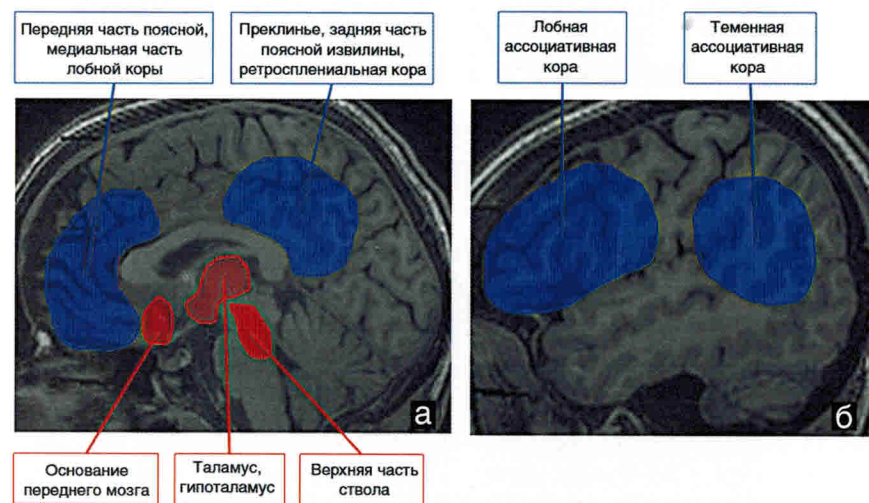 Передняя часть поясной,
медиальная часть
лобной коры
Преклинье, задняя часть
поясной извилины,
ретросплениальная кора
Лобная
ассоциативная
кора
Теменная
ассоциативная
кора
а
б
Основание
переднего мозга
Таламус,
гипоталамус
Верхняя часть
ствола